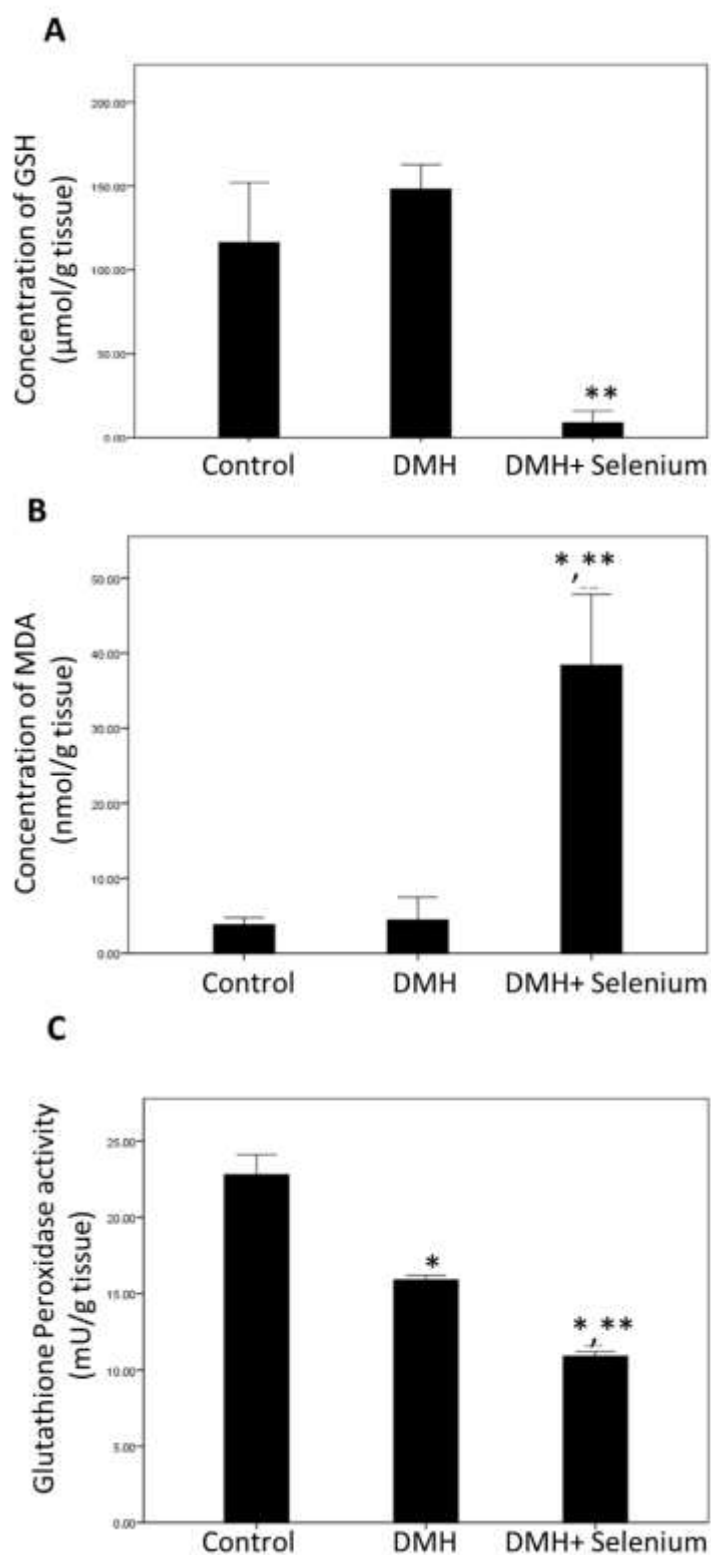 A
Concentration of GSH
(µmol/g tissue)
200.00
150.00
100.00
50.00
0.00
**
Control DMH DMH+ Selenium
B
Concentration of MDA
(nmol/g tissue)
50.00
40.00
30.00
20.00
10.00
0.00
*,**
Control DMH DMH+ Selenium
C
Glutathione Peroxidase activity
(mU/g tissue)
25.00
20.00
15.00
10.00
5.00
0.00
*
*,**
Control DMH DMH+ Selenium